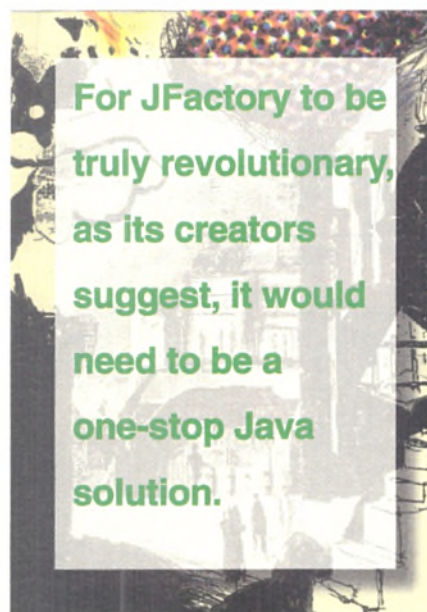 For JFactory to be
truly revolutionary,
as its creators
suggest, it would
need to be a
one-stop Java
solution.